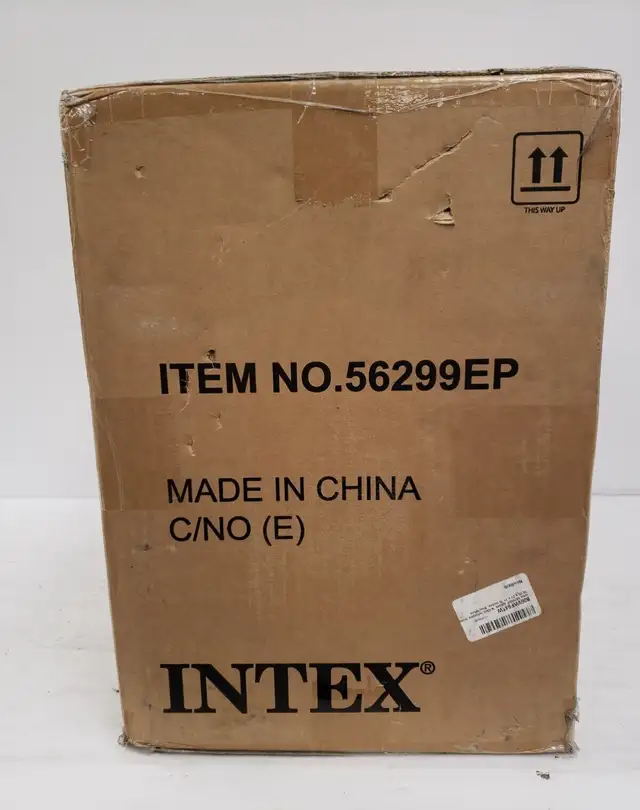 THIS WAY UP
ITEM NO.56299EP
MADE IN CHINA
C/NO (E)
INTEX®